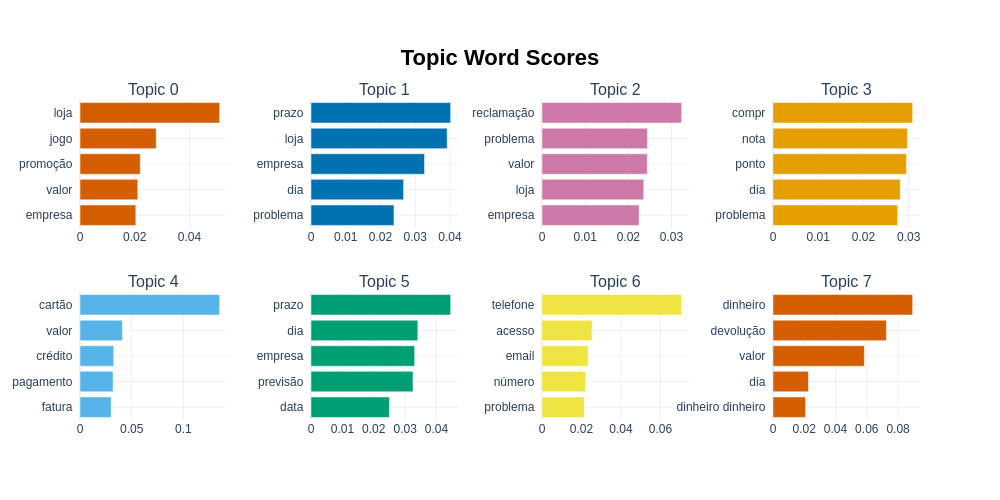 Topic Word Scores
Topic 0
loja
jogo
promoção
valor
empresa
0 0.02 0.04
Topic 1
prazo
loja
empresa
dia
problema
0 0.01 0.02 0.03 0.04
Topic 2
reclamação
problema
valor
loja
empresa
0 0.01 0.02 0.03
Topic 3
compr
nota
ponto
dia
problema
0 0.01 0.02 0.03
Topic 4
cartão
valor
crédito
pagamento
fatura
0 0.05 0.1
Topic 5
prazo
dia
empresa
previsão
data
0 0.01 0.02 0.03 0.04
Topic 6
telefone
acesso
email
número
problema
0 0.02 0.04 0.06
Topic 7
dinheiro
devolução
valor
dia
dinheiro dinheiro
0 0.02 0.04 0.06 0.08